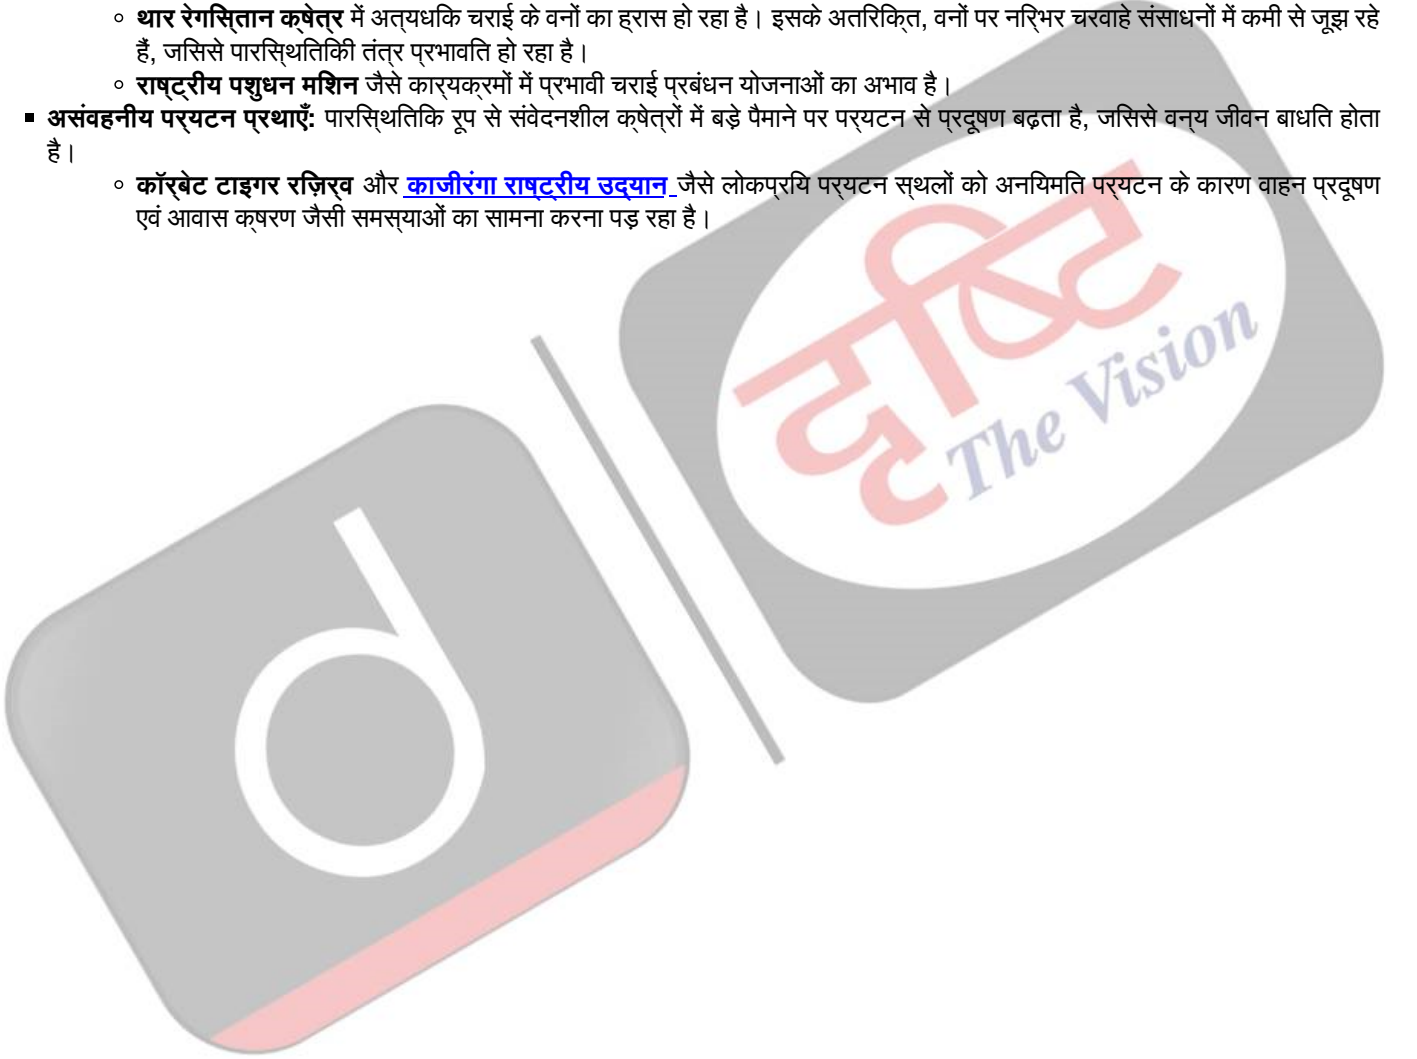 थार रेगिस्तान क्षेत्र में अत्यधिक चराई के वनों का ह्रास हो रहा है। इसके अतिरिक्त, वनों पर निर्भर चरवाहे संसाधनों में कमी से जूझ रहे
हैं, जिससे पारिस्थितिकी तंत्र प्रभावित हो रहा है।
राष्ट्रीय पशुधन मिशन जैसे कार्यक्रमों में प्रभावी चराई प्रबंधन योजनाओं का अभाव है।
असंवहनीय पर्यटन प्रथाएँ: पारिस्थितिक रूप से संवेदनशील क्षेत्रों में बड़े पैमाने पर पर्यटन से प्रदूषण बढ़ता है, जिससे वन्य जीवन बाधित होता
है।
कॉर्बेट टाइगर रिज़र्व और काजीरंगा राष्ट्रीय उद्यान जैसे लोकप्रिय पर्यटन स्थलों को अनियमित पर्यटन के कारण वाहन प्रदूषण
एवं आवास क्षरण जैसी समस्याओं का सामना करना पड़ रहा है।
दृष्टि
The Vision
d